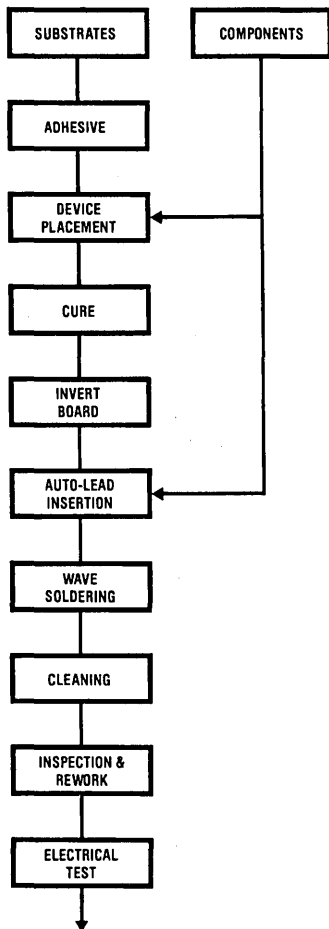 SUBSTRATES
COMPONENTS
ADHESIVE
DEVICE
PLACEMENT
CURE
INVERT
BOARD
AUTO-LEAD
INSERTION
WAVE
SOLDERING
CLEANING
INSPECTION &
REWORK
ELECTRICAL
TEST